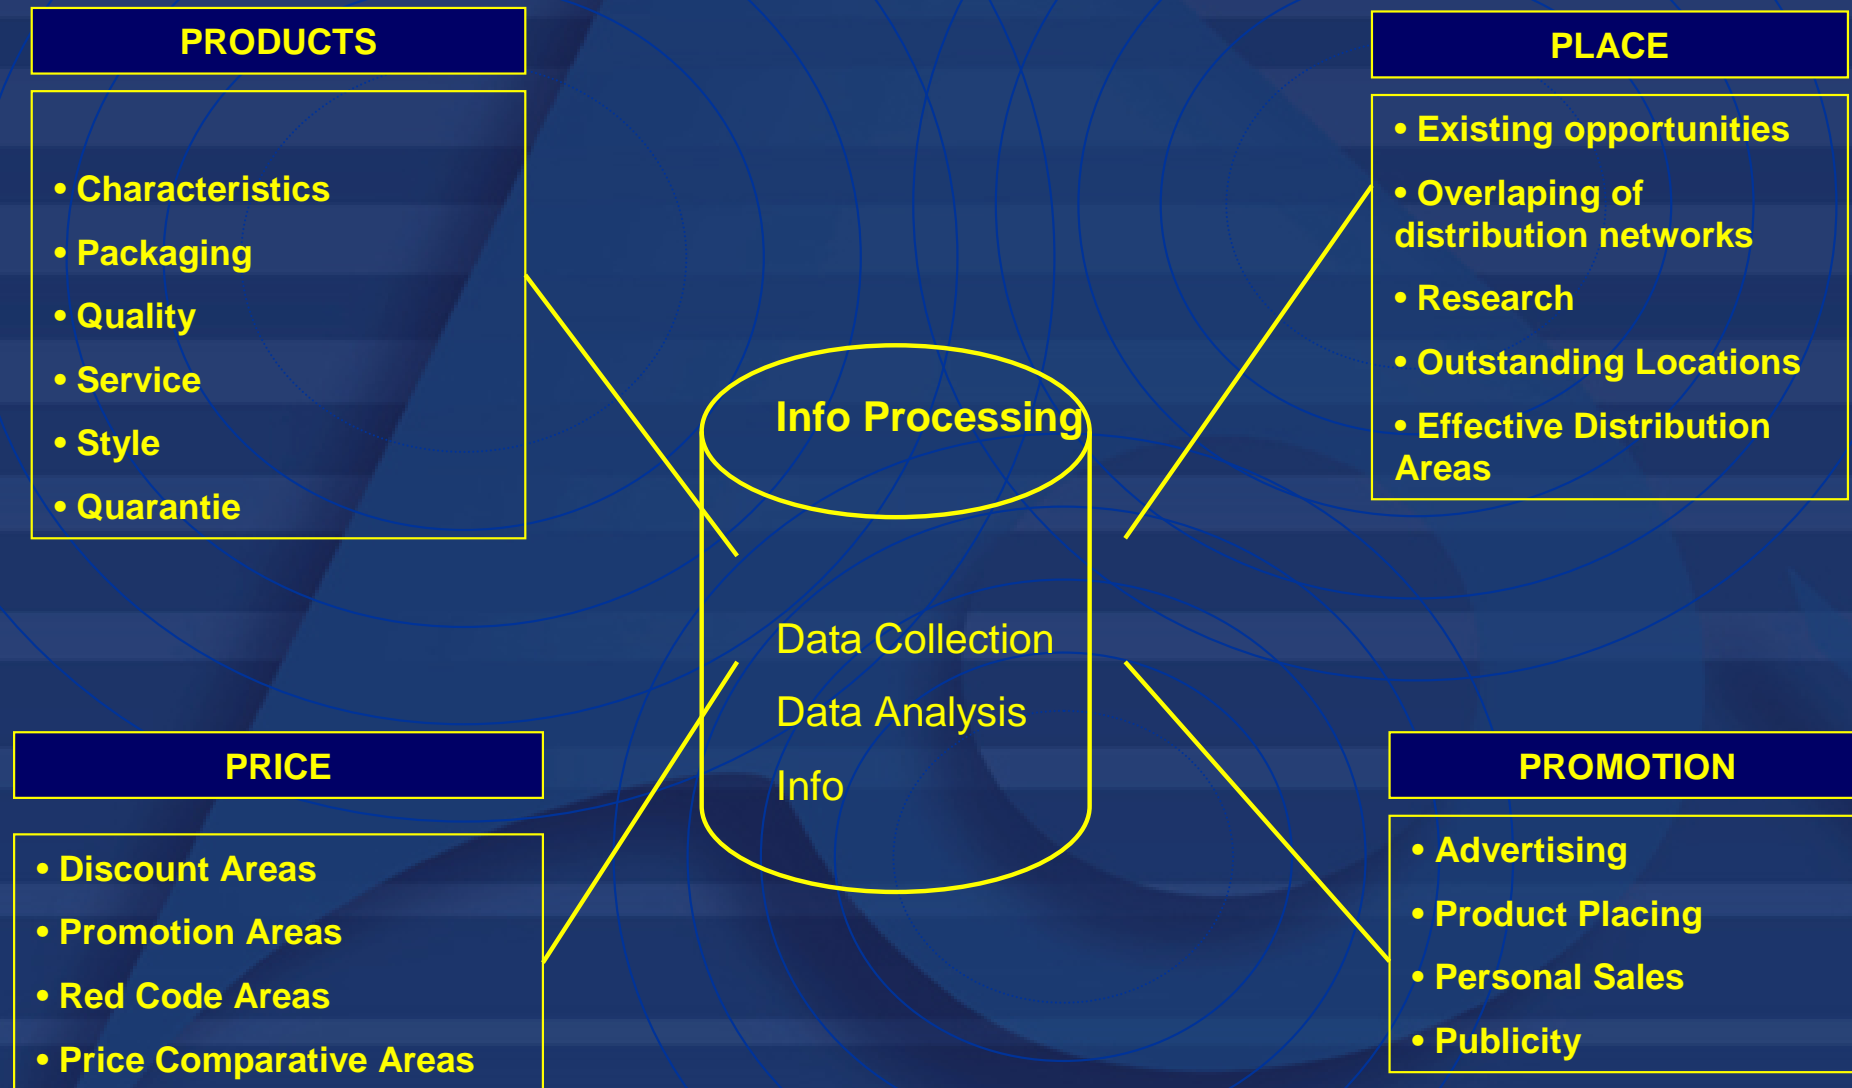 PRODUCTS
• Characteristics
• Packaging
• Quality
• Service
• Style
• Quarantie
PLACE
• Existing opportunities
• Overlaping of
distribution networks
• Research
• Outstanding Locations
• Effective Distribution
Areas
Info Processing
Data Collection
Data Analysis
Info
PRICE
• Discount Areas
• Promotion Areas
• Red Code Areas
• Price Comparative Areas
PROMOTION
• Advertising
• Product Placing
• Personal Sales
• Publicity